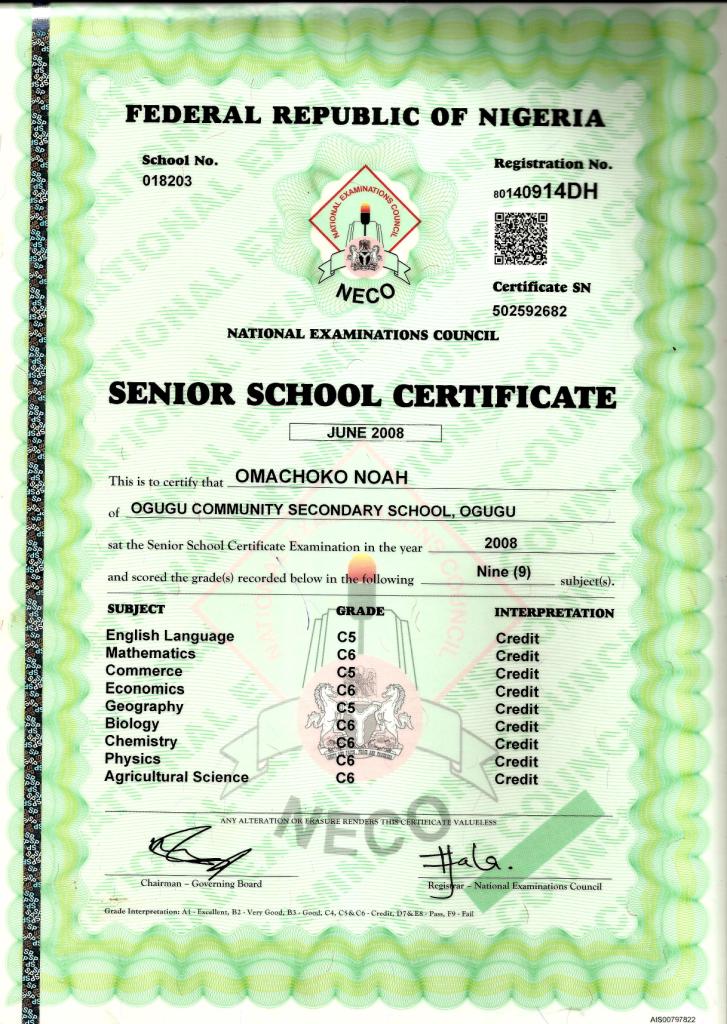 FEDERAL REPUBLIC OF NIGERIA
School No.
018203
Registration No.
80140914DH
NATIONAL EXAMINATIONS COUNCIL
NECO
Certificate SN
502592682
NATIONAL EXAMINATIONS COUNCIL
SENIOR SCHOOL CERTIFICATE
JUNE 2008
This is to certify that OMACHOKO NOAH
of OGUGU COMMUNITY SECONDARY SCHOOL, OGUGU
sat the Senior School Certificate Examination in the year 2008
and scored the grade(s) recorded below in the following Nine (9) subject(s).
SUBJECT GRADE INTERPRETATION
English Language C5 Credit
Mathematics C6 Credit
Commerce C5 Credit
Economics C6 Credit
Geography C5 Credit
Biology C6 Credit
Chemistry C6 Credit
Physics C6 Credit
Agricultural Science C6 Credit
NATIONAL EXAMINATIONS COUNCIL
NECO
ANY ALTERATION OR ERASURE RENDERS THIS CERTIFICATE VALUELESS
Chairman – Governing Board
Registrar – National Examinations Council
Grade Interpretation: A1 - Excellent, B2 - Very Good, B3 - Good, C4, C5 & C6 - Credit, D7 & E8 - Pass, F9 - Fail
AIS00797822